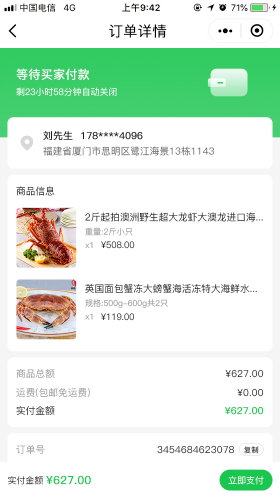 中国电信 4G 上午9:42 71%
订单详情
等待买家付款
剩23小时58分钟自动关闭
刘先生 178****4096
福建省厦门市思明区鹭江海景13栋1143
商品信息
2斤起拍澳洲野生超大龙虾大澳龙进口海...
重量:2斤小只
x1 ¥508.00
英国面包蟹冻大螃蟹海活冻特大海鲜水...
规格:500g~600g共2只
x1 ¥119.00
商品总额 ¥627.00
运费(包邮免运费) ¥0.00
实付金额 ¥627.00
订单号 3454684623078 复制
实付金额 ¥627.00 立即支付